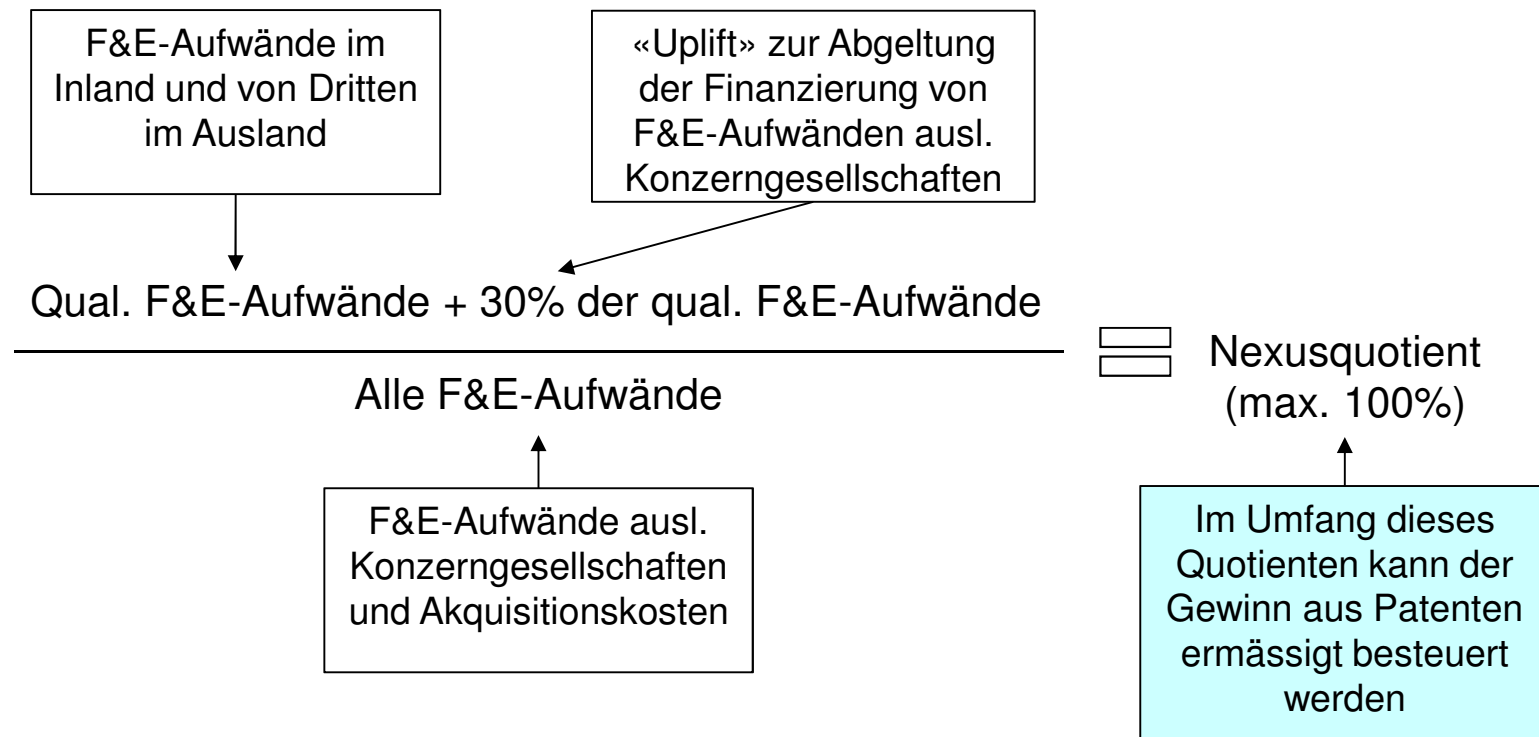 F&E-Aufwände im
Inland und von Dritten
im Ausland
«Uplift» zur Abgeltung
der Finanzierung von
F&E-Aufwänden ausl.
Konzerngesellschaften
Qual. F&E-Aufwände + 30% der qual. F&E-Aufwände
Alle F&E-Aufwände
=
Nexusquotient
(max. 100%)
F&E-Aufwände ausl.
Konzerngesellschaften
und Akquisitionskosten
Im Umfang dieses
Quotienten kann der
Gewinn aus Patenten
ermässigt besteuert
werden